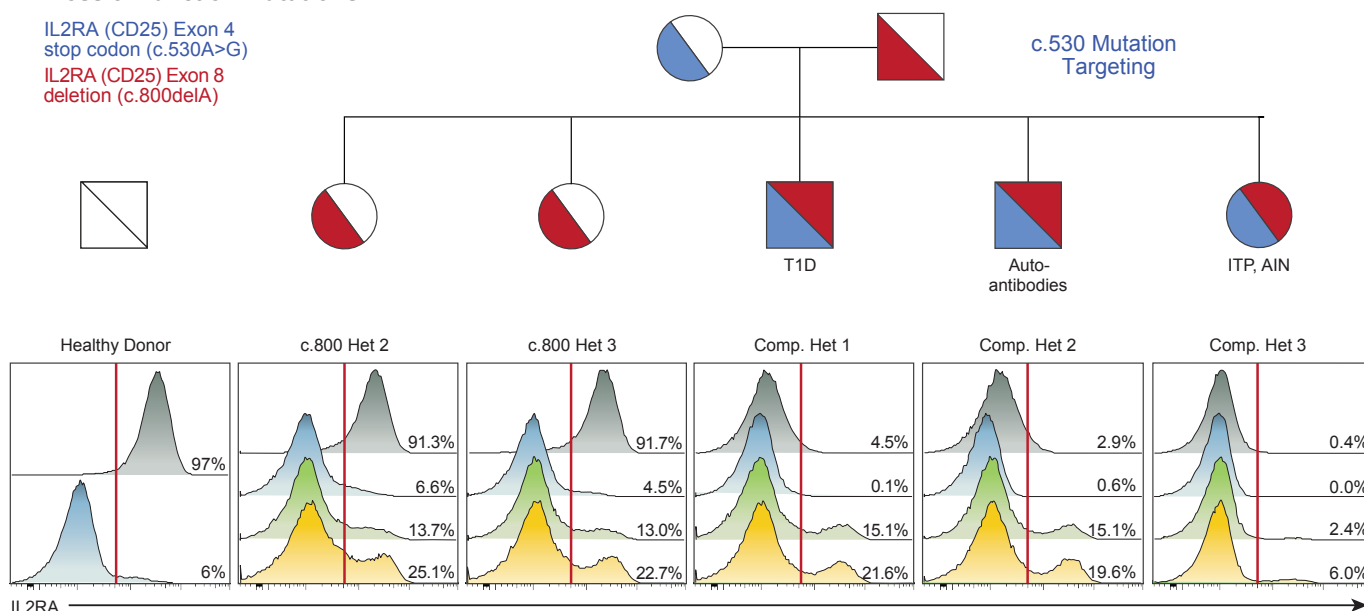 IL2RA (CD25) Exon 4
stop codon (c.530A>G)
IL2RA (CD25) Exon 8
deletion (c.800delA)
c.530 Mutation
Targeting
T1D
Auto-
antibodies
ITP, AIN
Healthy Donor
c.800 Het 2
c.800 Het 3
Comp. Het 1
Comp. Het 2
Comp. Het 3
97%
6%
91.3%
6.6%
13.7%
25.1%
91.7%
4.5%
13.0%
22.7%
4.5%
0.1%
15.1%
21.6%
2.9%
0.6%
15.1%
19.6%
0.4%
0.0%
2.4%
6.0%
IL2RA